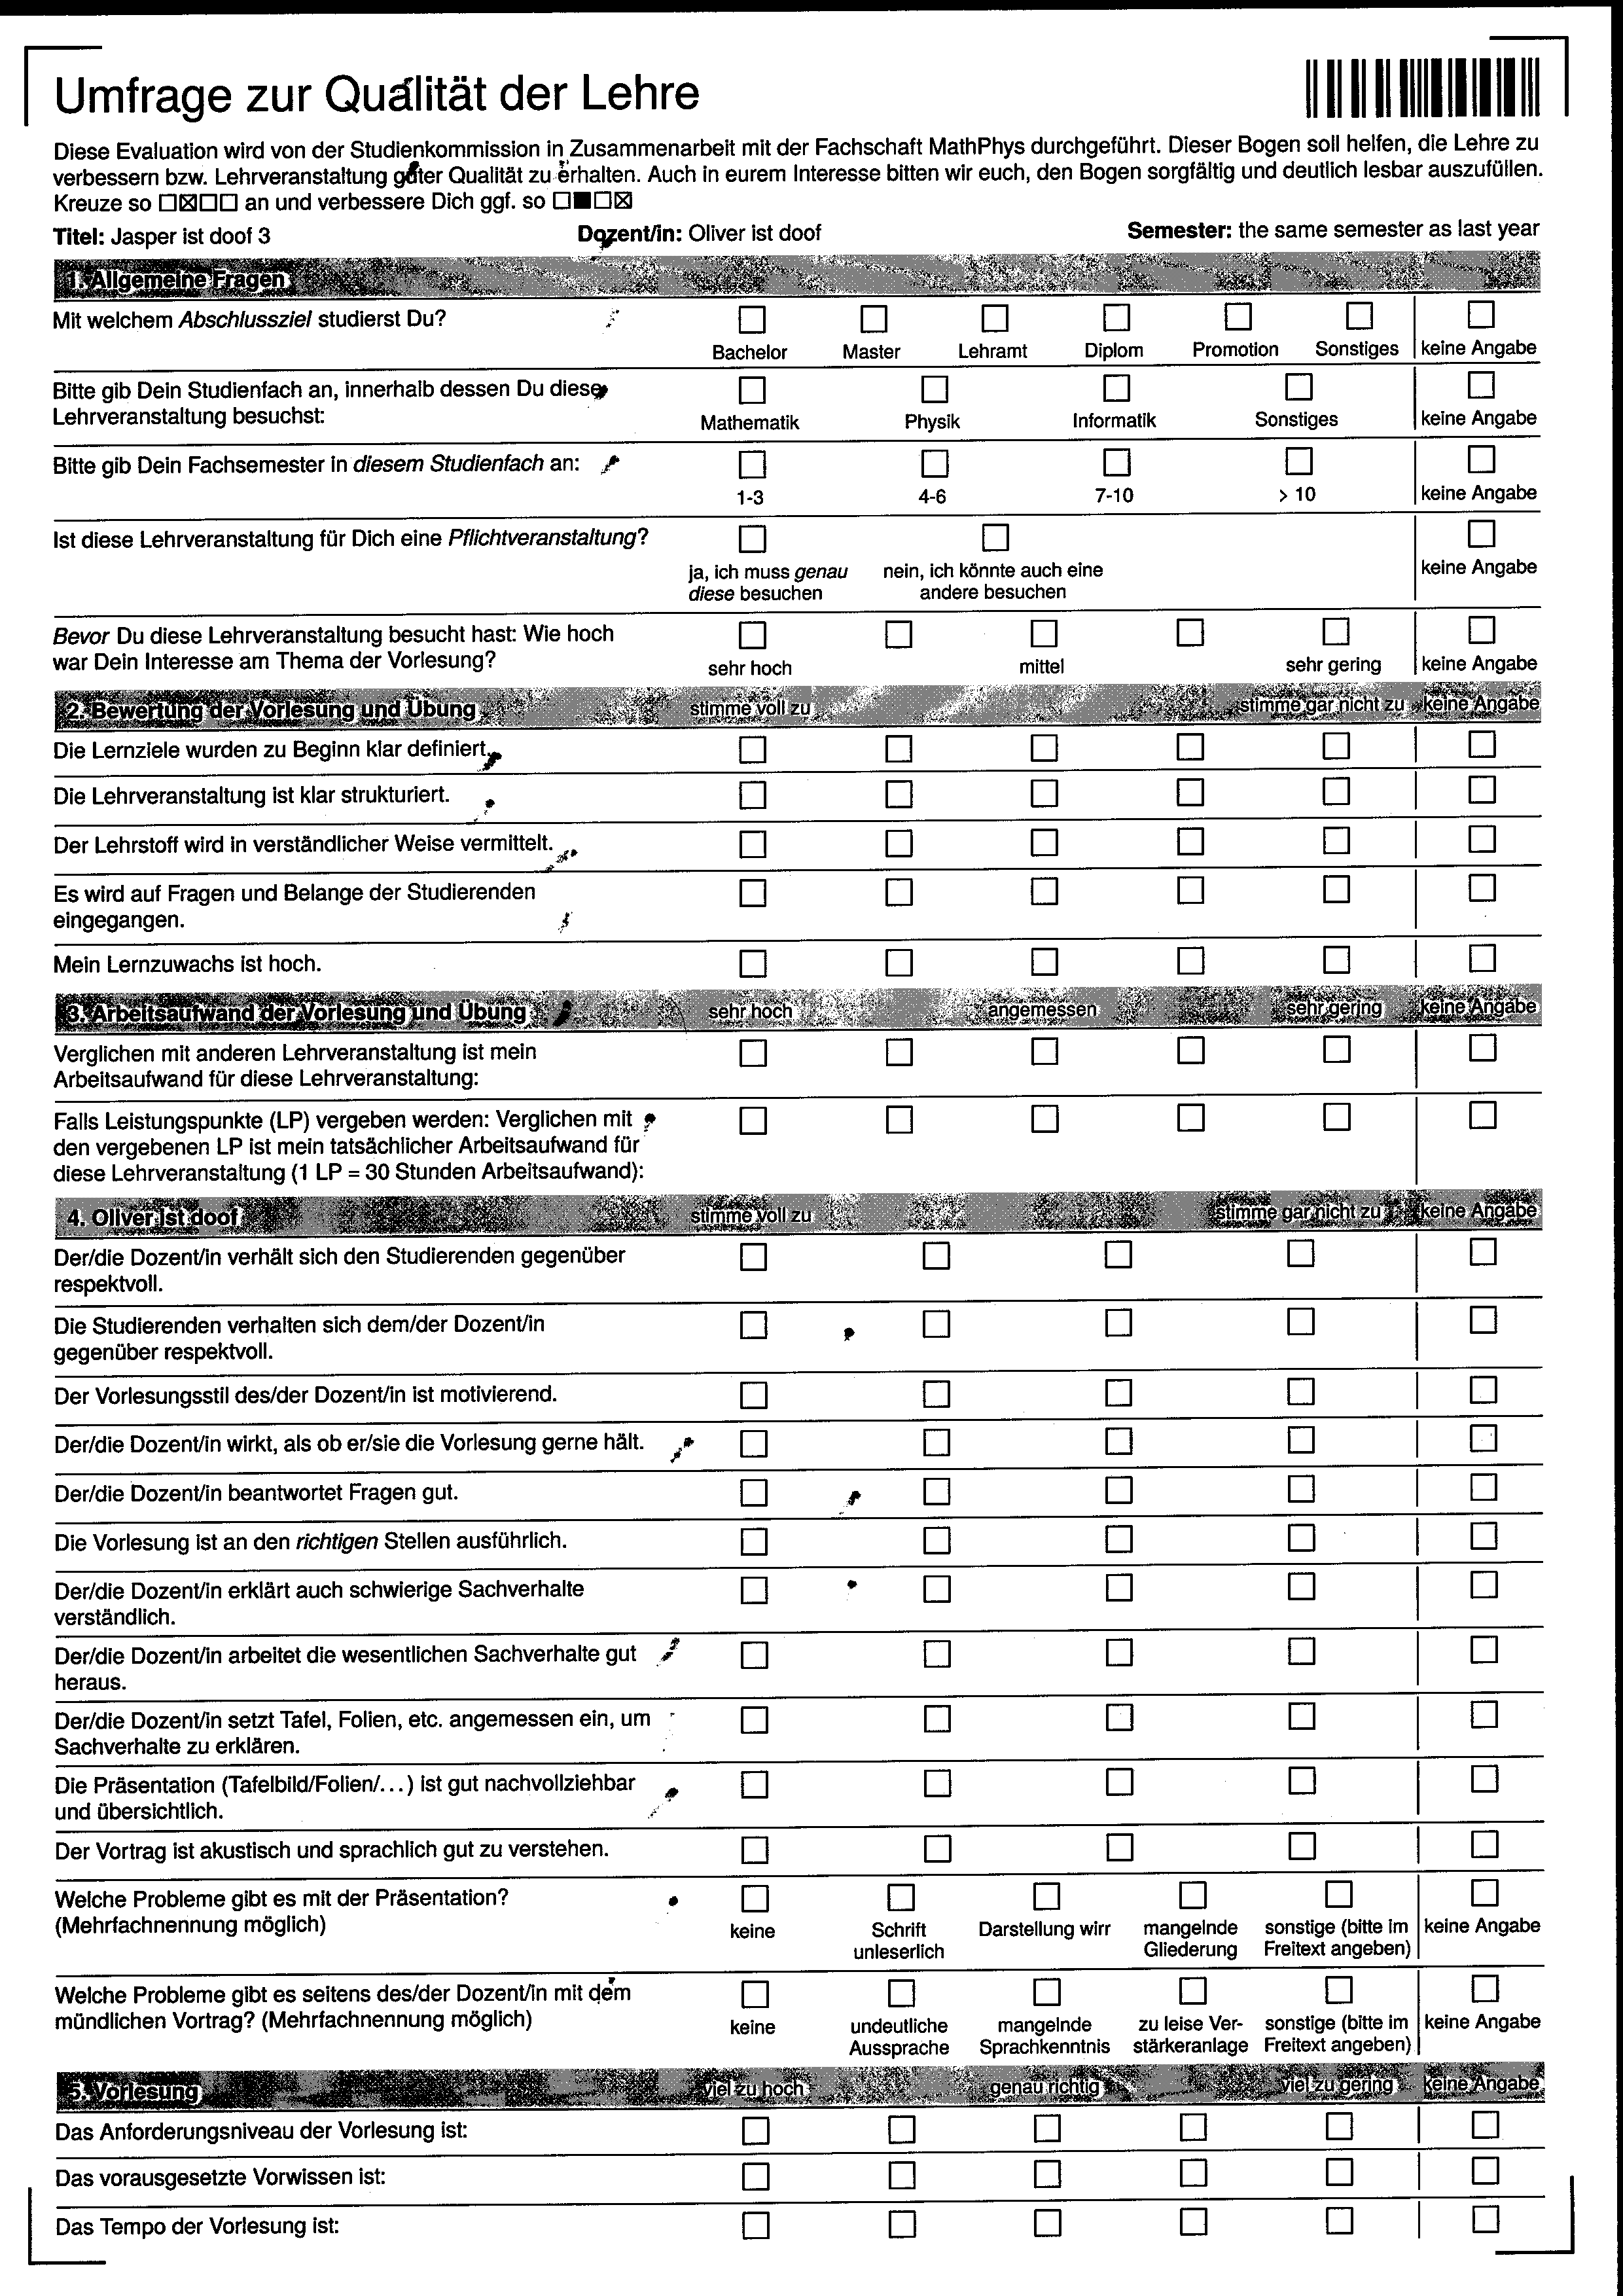 Umfrage zur Qualität der Lehre
Diese Evaluation wird von der Studienkommission in Zusammenarbeit mit der Fachschaft MathPhys durchgeführt. Dieser Bogen soll helfen, die Lehre zu
verbessern bzw. Lehrveranstaltung guter Qualität zu erhalten. Auch in eurem Interesse bitten wir euch, den Bogen sorgfältig und deutlich lesbar auszufüllen.
Kreuze so ☐☒☐☐ an und verbessere Dich ggf. so ☐■☐☒
Titel: Jasper ist doof 3 Dozent/in: Oliver ist doof Semester: the same semester as last year
1. Allgemeine Fragen
Mit welchem Abschlussziel studierst Du?
Bachelor Master Lehramt Diplom Promotion Sonstiges keine Angabe
Bitte gib Dein Studienfach an, innerhalb dessen Du diese
Lehrveranstaltung besuchst:
Mathematik Physik Informatik Sonstiges keine Angabe
Bitte gib Dein Fachsemester in diesem Studienfach an:
1-3 4-6 7-10 > 10 keine Angabe
Ist diese Lehrveranstaltung für Dich eine Pflichtveranstaltung?
ja, ich muss genau nein, ich könnte auch eine keine Angabe
diese besuchen andere besuchen
Bevor Du diese Lehrveranstaltung besucht hast: Wie hoch
war Dein Interesse am Thema der Vorlesung?
sehr hoch mittel sehr gering keine Angabe
2. Bewertung der Vorlesung und Übung stimme voll zu stimme gar nicht zu keine Angabe
Die Lernziele wurden zu Beginn klar definiert.
Die Lehrveranstaltung ist klar strukturiert.
Der Lehrstoff wird in verständlicher Weise vermittelt.
Es wird auf Fragen und Belange der Studierenden
eingegangen.
Mein Lernzuwachs ist hoch.
3. Arbeitsaufwand der Vorlesung und Übung sehr hoch angemessen sehr gering keine Angabe
Verglichen mit anderen Lehrveranstaltung ist mein
Arbeitsaufwand für diese Lehrveranstaltung:
Falls Leistungspunkte (LP) vergeben werden: Verglichen mit
den vergebenen LP ist mein tatsächlicher Arbeitsaufwand für
diese Lehrveranstaltung (1 LP = 30 Stunden Arbeitsaufwand):
4. Oliver ist doof stimme voll zu stimme gar nicht zu keine Angabe
Der/die Dozent/in verhält sich den Studierenden gegenüber
respektvoll.
Die Studierenden verhalten sich dem/der Dozent/in
gegenüber respektvoll.
Der Vorlesungsstil des/der Dozent/in ist motivierend.
Der/die Dozent/in wirkt, als ob er/sie die Vorlesung gerne hält.
Der/die Dozent/in beantwortet Fragen gut.
Die Vorlesung ist an den richtigen Stellen ausführlich.
Der/die Dozent/in erklärt auch schwierige Sachverhalte
verständlich.
Der/die Dozent/in arbeitet die wesentlichen Sachverhalte gut
heraus.
Der/die Dozent/in setzt Tafel, Folien, etc. angemessen ein, um
Sachverhalte zu erklären.
Die Präsentation (Tafelbild/Folien/...) ist gut nachvollziehbar
und übersichtlich.
Der Vortrag ist akustisch und sprachlich gut zu verstehen.
Welche Probleme gibt es mit der Präsentation?
(Mehrfachnennung möglich)
keine Schrift Darstellung wirr mangelnde sonstige (bitte im keine Angabe
unleserlich Gliederung Freitext angeben)
Welche Probleme gibt es seitens des/der Dozent/in mit dem
mündlichen Vortrag? (Mehrfachnennung möglich)
keine undeutliche mangelnde zu leise Ver- sonstige (bitte im keine Angabe
Aussprache Sprachkenntnis stärkeranlage Freitext angeben)
5. Vorlesung viel zu hoch genau richtig viel zu gering keine Angabe
Das Anforderungsniveau der Vorlesung ist:
Das vorausgesetzte Vorwissen ist:
Das Tempo der Vorlesung ist: